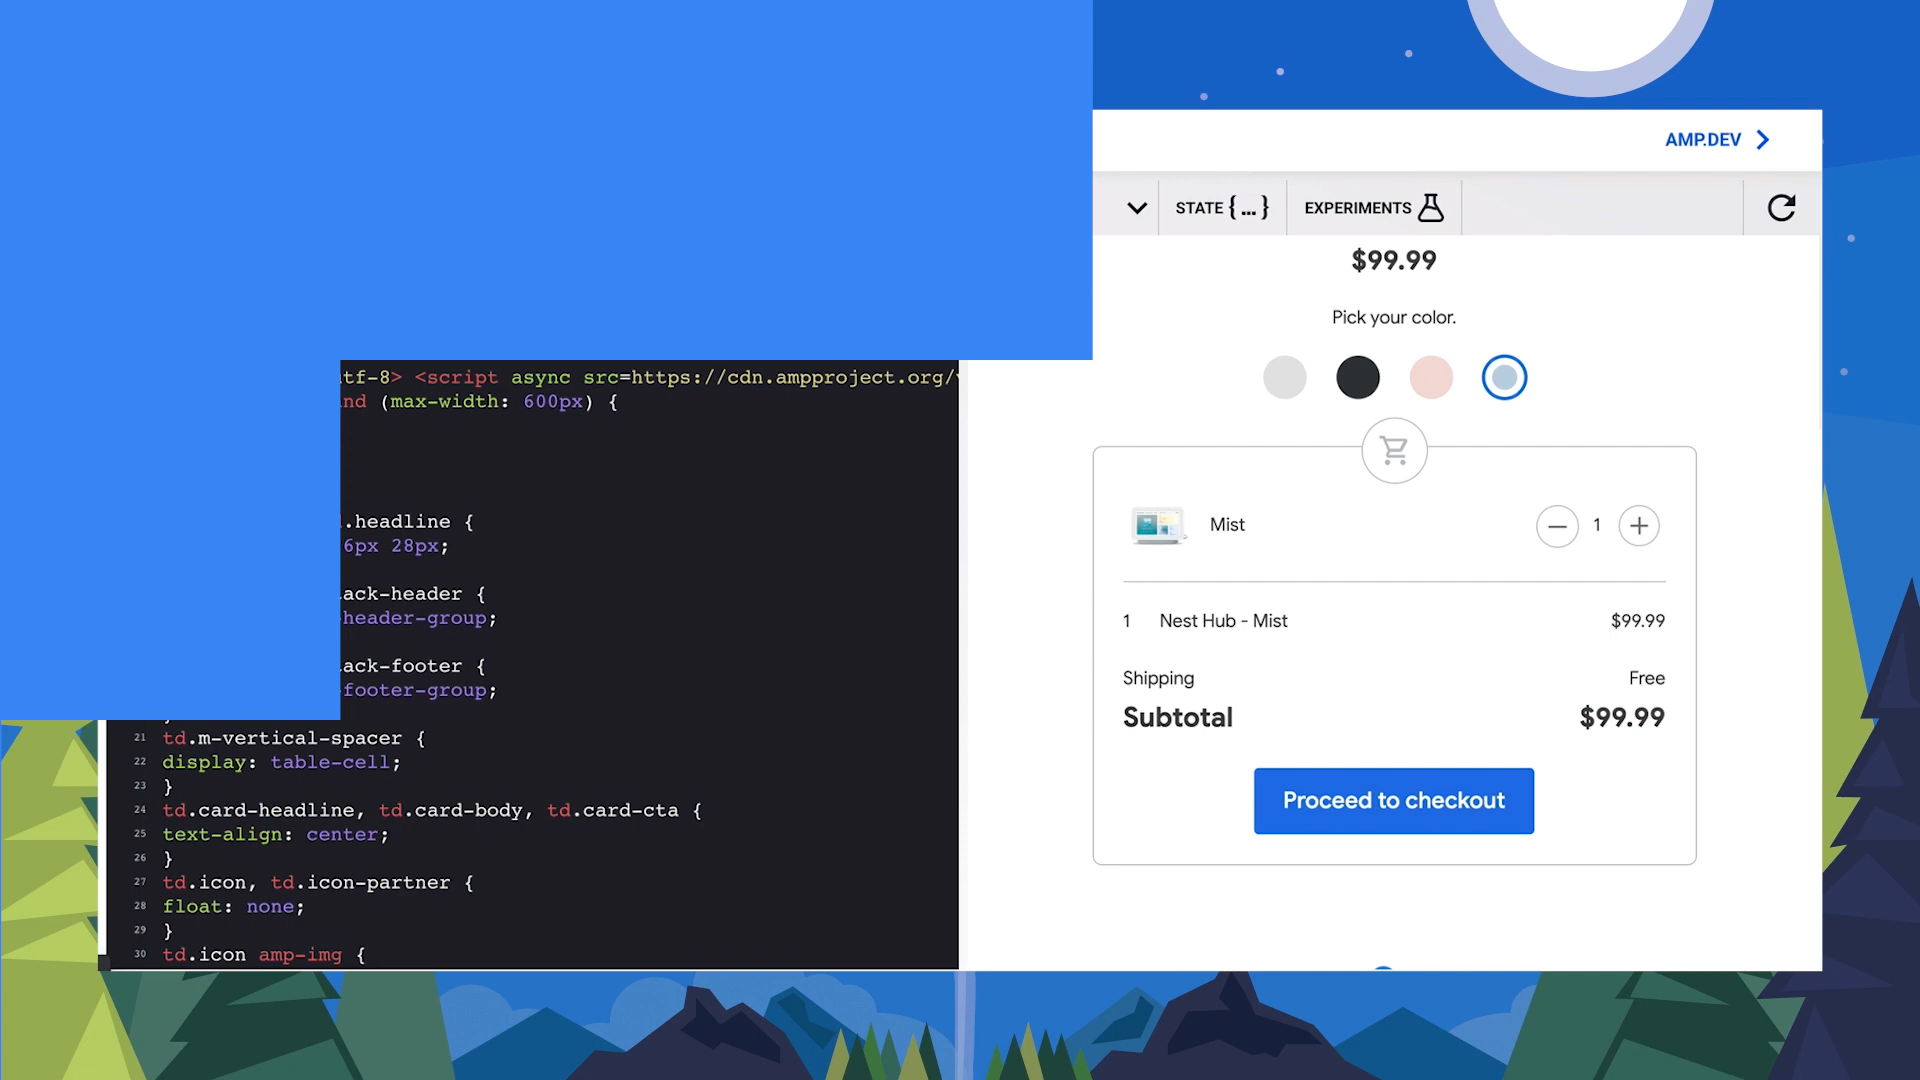 AMP.DEV
STATE {...}
EXPERIMENTS
$99.99
Pick your color.
Mist
1
1 Nest Hub - Mist $99.99
Shipping Free
Subtotal $99.99
Proceed to checkout
tf-8> <script async src=https://cdn.ampproject.org/
nd (max-width: 600px) {
.headline {
6px 28px;
ack-header {
header-group;
ack-footer {
footer-group;
21 td.m-vertical-spacer {
22 display: table-cell;
23 }
24 td.card-headline, td.card-body, td.card-cta {
25 text-align: center;
26 }
27 td.icon, td.icon-partner {
28 float: none;
29 }
30 td.icon amp-img {